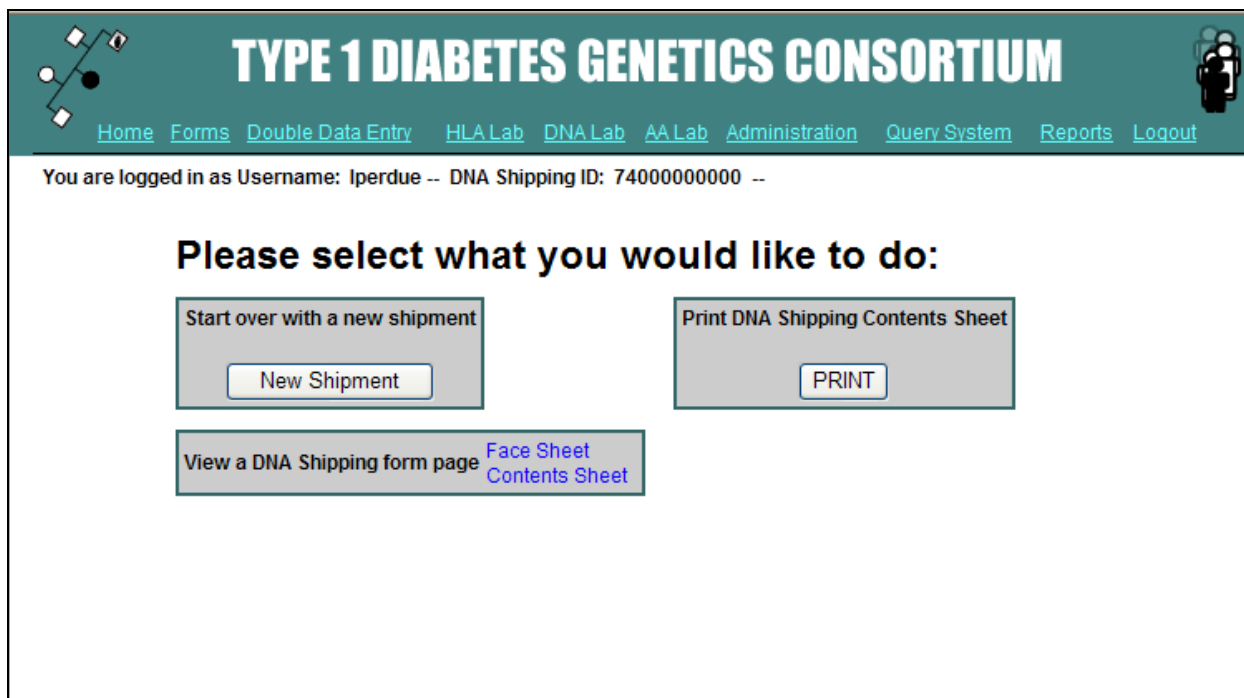 TYPE 1 DIABETES GENETICS CONSORTIUM
Home Forms Double Data Entry HLA Lab DNA Lab AA Lab Administration Query System Reports Logout
You are logged in as Username: lperdue -- DNA Shipping ID: 74000000000 --
Please select what you would like to do:
Start over with a new shipment
New Shipment
Print DNA Shipping Contents Sheet
PRINT
View a DNA Shipping form page
Face Sheet
Contents Sheet